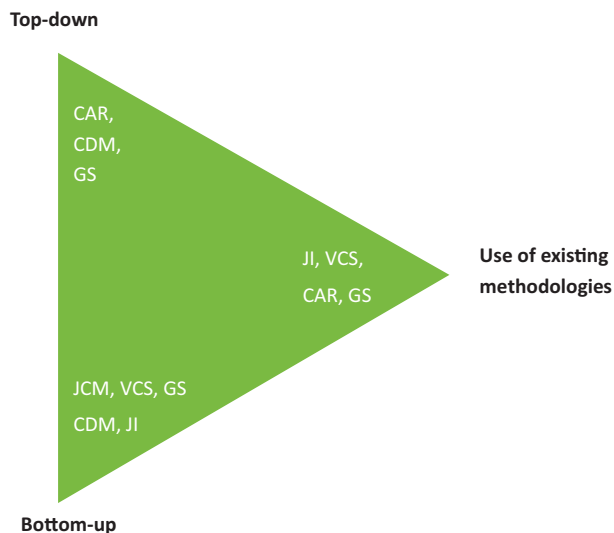 Top-down
CAR,
CDM,
GS
JI, VCS,
CAR, GS
Use of existing
methodologies
JCM, VCS, GS
CDM, JI
Bottom-up